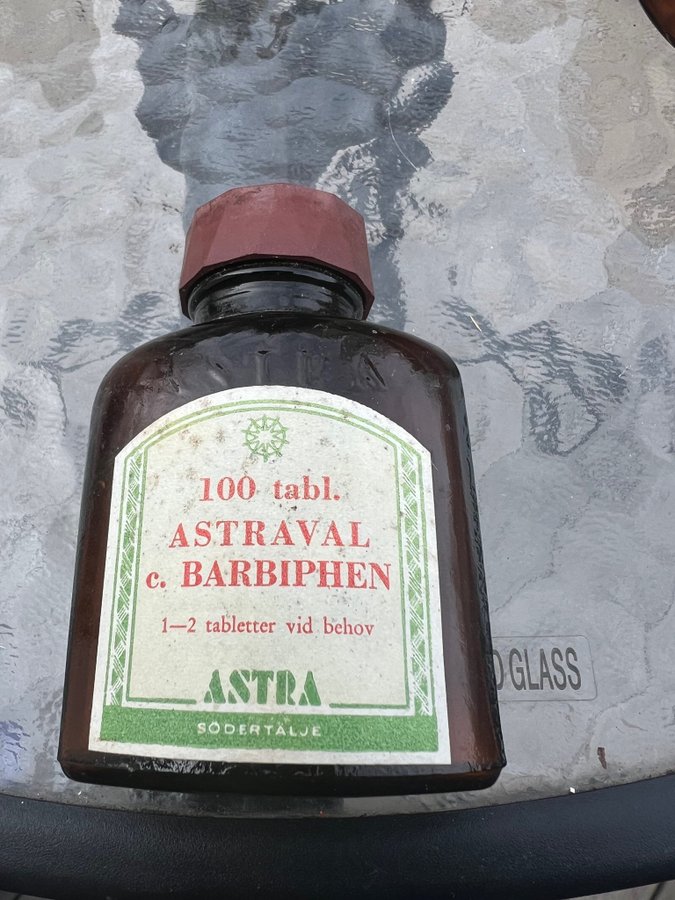 100 tabl.
ASTRAVAL
c. BARBIPHEN
1—2 tabletter vid behov
ASTRA
SÖDERTÄLJE
GLASS